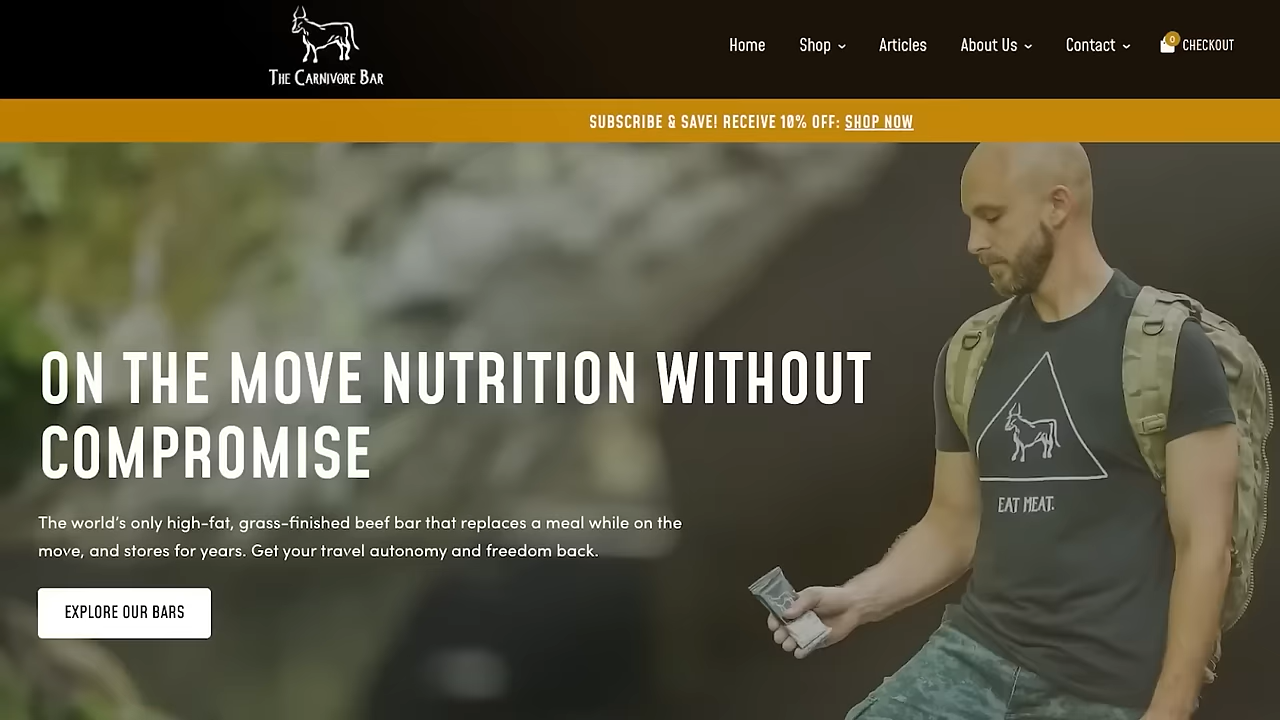 THE CARNIVORE BAR
Home
Shop
Articles
About Us
Contact
0
CHECKOUT
SUBSCRIBE & SAVE! RECEIVE 10% OFF: SHOP NOW
ON THE MOVE NUTRITION WITHOUT
COMPROMISE
The world's only high-fat, grass-finished beef bar that replaces a meal while on the
move, and stores for years. Get your travel autonomy and freedom back.
EXPLORE OUR BARS
EAT MEAT.